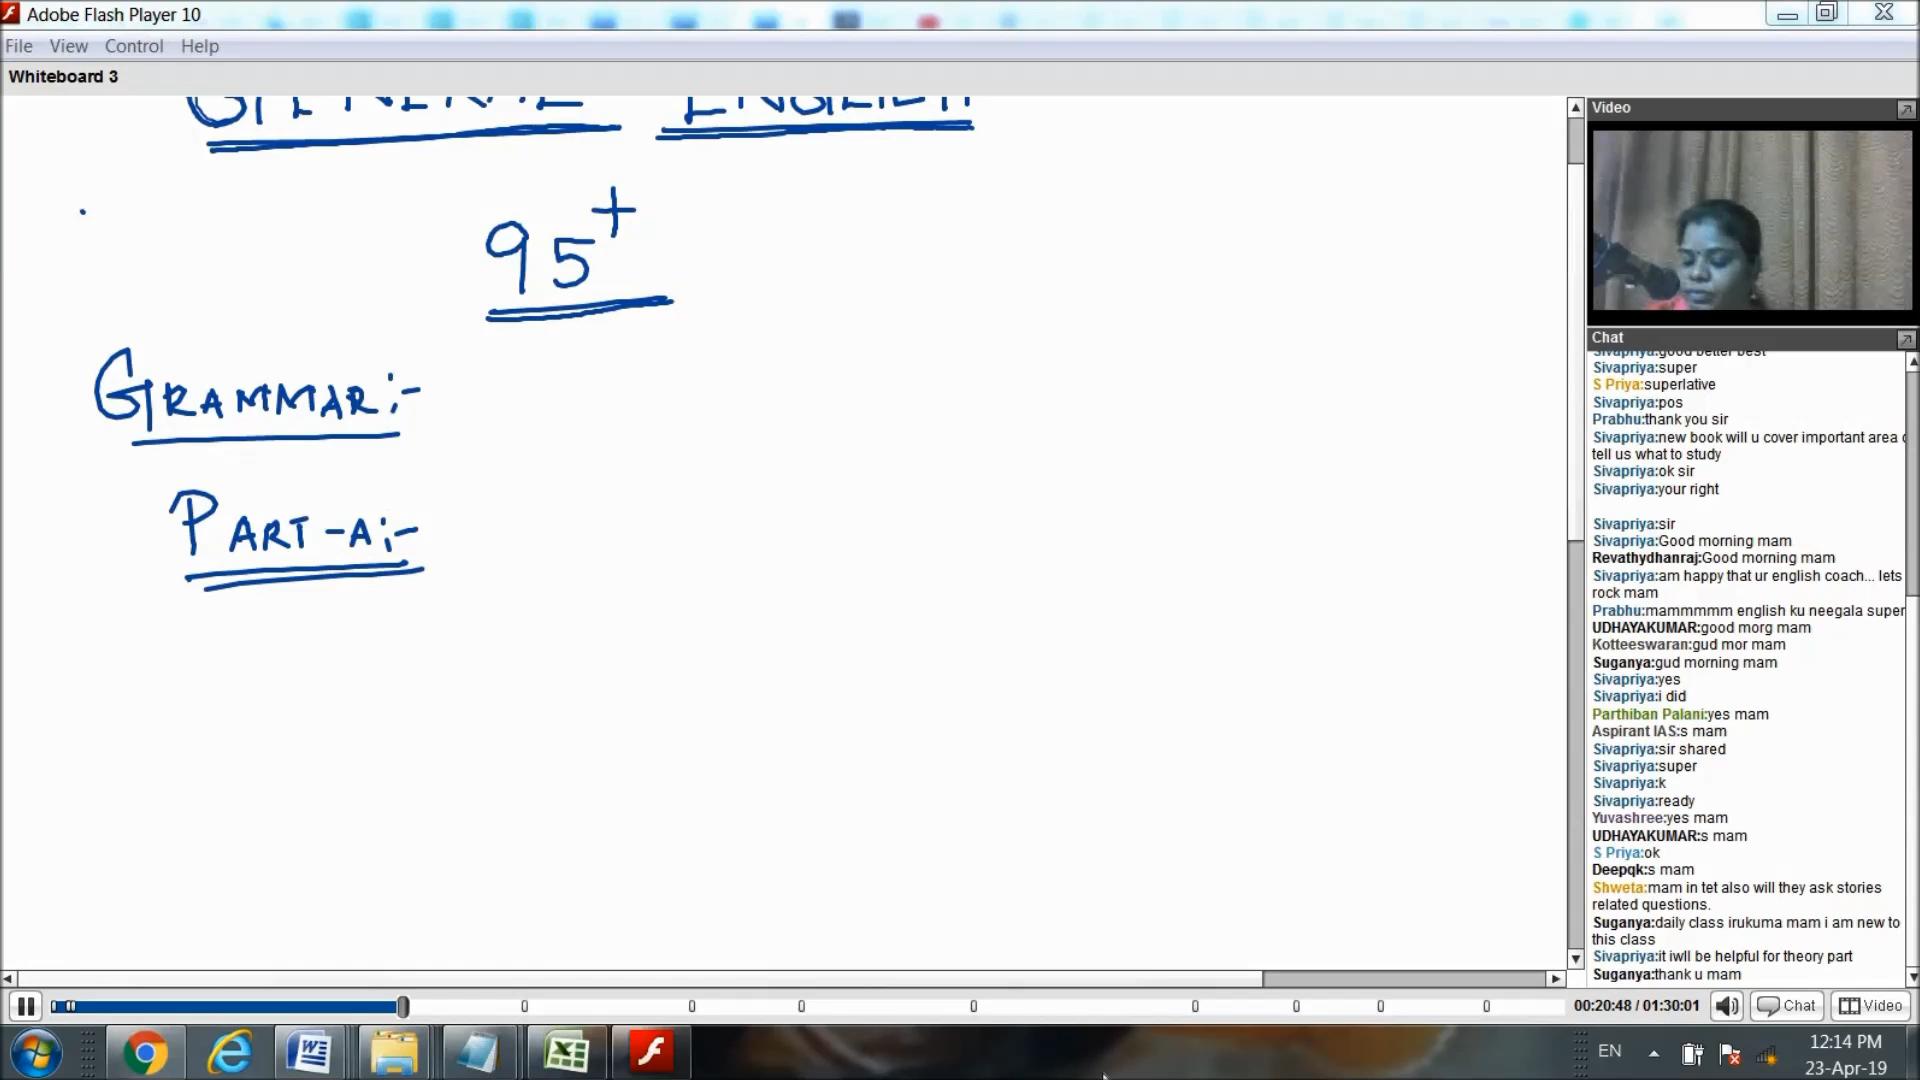 Adobe Flash Player 10
File View Control Help
Whiteboard 3
GENERAL ENGLISH
95+
GRAMMAR:-
PART-A:-
Video
Chat
Sivapriya:good better best
Sivapriya:super
S Priya:superlative
Sivapriya:pos
Prabhu:thank you sir
Sivapriya:new book will u cover important area
tell us what to study
Sivapriya:ok sir
Sivapriya:your right
Sivapriya:sir
Sivapriya:Good morning mam
Revathydhanraj:Good morning mam
Sivapriya:am happy that ur english coach... lets
rock mam
Prabhu:mammmmm english ku neegala super
UDHAYAKUMAR:good morg mam
Kotteeswaran:gud mor mam
Suganya:gud morning mam
Sivapriya:yes
Sivapriya:i did
Parthiban Palani:yes mam
Aspirant IAS:s mam
Sivapriya:sir shared
Sivapriya:super
Sivapriya:k
Sivapriya:ready
Yuvashree:yes mam
UDHAYAKUMAR:s mam
S Priya:ok
Deepqk:s mam
Shweta:mam in tet also will they ask stories
related questions.
Suganya:daily class irukuma mam i am new to
this class
Sivapriya:it iwll be helpful for theory part
Suganya:thank u mam
00:20:48 / 01:30:01 Chat Video
EN
12:14 PM
23-Apr-19